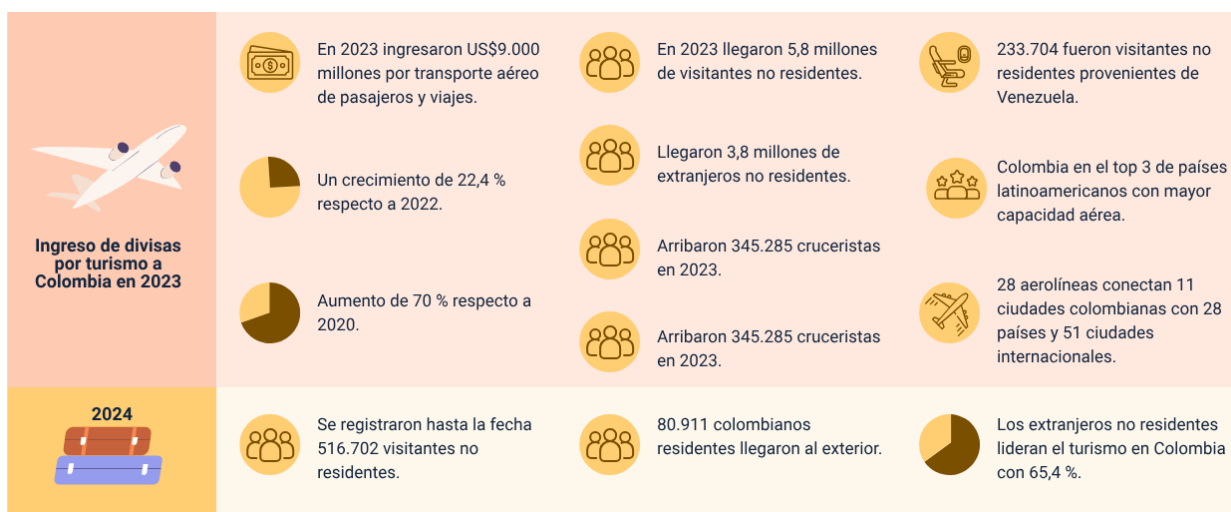 Ingreso de divisas
por turismo a
Colombia en 2023
En 2023 ingresaron US$9.000
millones por transporte aéreo
de pasajeros y viajes.
Un crecimiento de 22,4 %
respecto a 2022.
Aumento de 70 % respecto a
2020.
En 2023 llegaron 5,8 millones
de visitantes no residentes.
Llegaron 3,8 millones de
extranjeros no residentes.
Arribaron 345.285 cruceristas
en 2023.
Arribaron 345.285 cruceristas
en 2023.
233.704 fueron visitantes no
residentes provenientes de
Venezuela.
Colombia en el top 3 de países
latinoamericanos con mayor
capacidad aérea.
28 aerolíneas conectan 11
ciudades colombianas con 28
países y 51 ciudades
internacionales.
2024
Se registraron hasta la fecha
516.702 visitantes no
residentes.
80.911 colombianos
residentes llegaron al exterior.
Los extranjeros no residentes
lideran el turismo en Colombia
con 65,4 %.